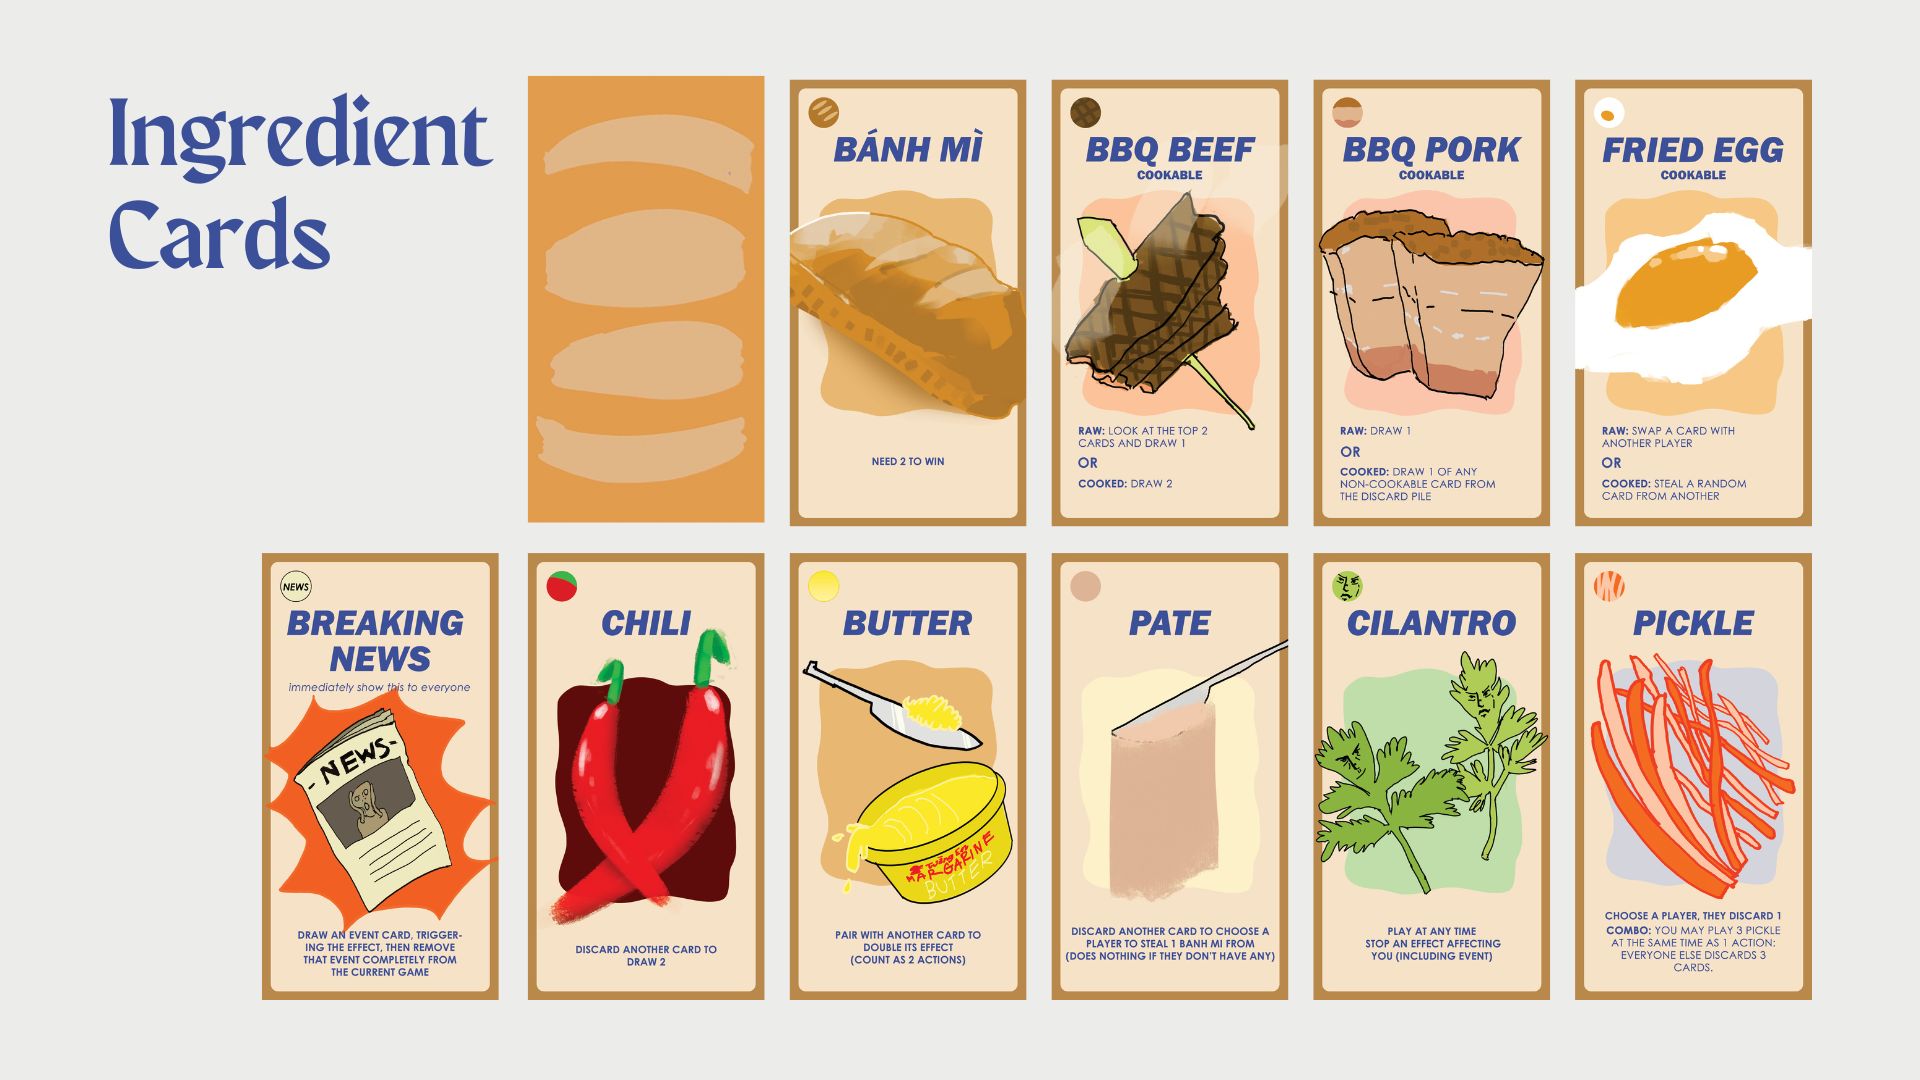 Ingredient
Cards
BÁNH MÌ
NEED 2 TO WIN
BBQ BEEF
COOKABLE
RAW: LOOK AT THE TOP 2
CARDS AND DRAW 1
OR
COOKED: DRAW 2
BBQ PORK
COOKABLE
RAW: DRAW 1
OR
COOKED: DRAW 1 OF ANY
NON-COOKABLE CARD FROM
THE DISCARD PILE
FRIED EGG
COOKABLE
RAW: SWAP A CARD WITH
ANOTHER PLAYER
OR
COOKED: STEAL A RANDOM
CARD FROM ANOTHER
NEWS
BREAKING
NEWS
immediately show this to everyone
-NEWS-
DRAW AN EVENT CARD, TRIGGER-
ING THE EFFECT, THEN REMOVE
THAT EVENT COMPLETELY FROM
THE CURRENT GAME
CHILI
DISCARD ANOTHER CARD TO
DRAW 2
BUTTER
MARGARINE
BUTTER
PAIR WITH ANOTHER CARD TO
DOUBLE ITS EFFECT
(COUNT AS 2 ACTIONS)
PATE
DISCARD ANOTHER CARD TO CHOOSE A
PLAYER TO STEAL 1 BANH MI FROM
(DOES NOTHING IF THEY DON'T HAVE ANY)
CILANTRO
PLAY AT ANY TIME
STOP AN EFFECT AFFECTING
YOU (INCLUDING EVENT)
PICKLE
CHOOSE A PLAYER, THEY DISCARD 1
COMBO: YOU MAY PLAY 3 PICKLE
AT THE SAME TIME AS 1 ACTION:
EVERYONE ELSE DISCARDS 3
CARDS.